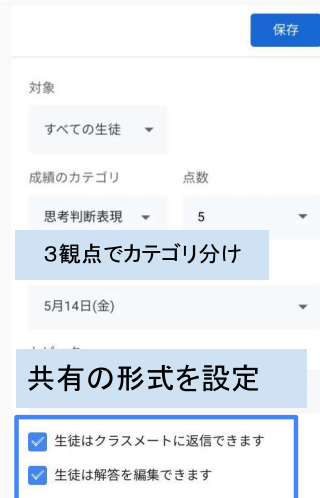 保存
対象
すべての生徒
成績のカテゴリ 点数
思考判断表現 5
３観点でカテゴリ分け
5月14日(金)
共有の形式を設定
生徒はクラスメートに返信できます
生徒は解答を編集できます